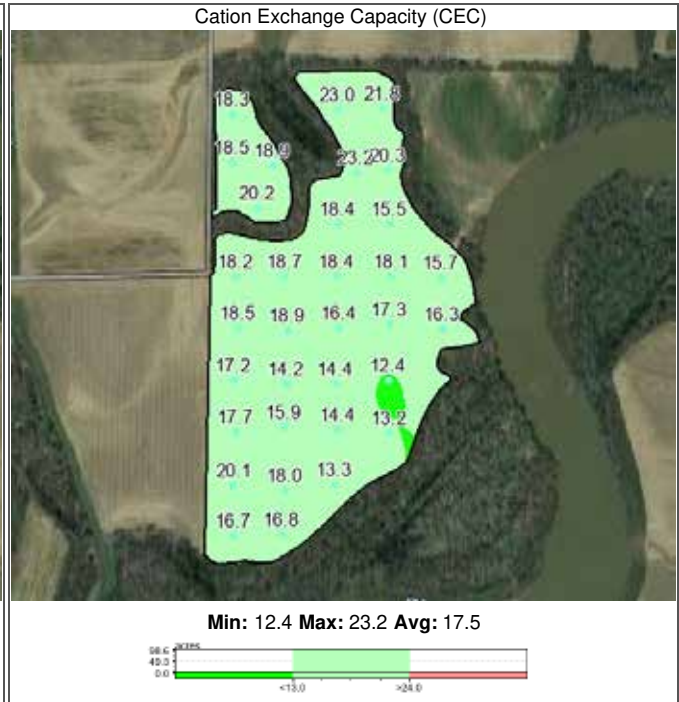 Cation Exchange Capacity (CEC)
18.3 23.0 21.8
18.5 18.9 23.2 20.3
20.2
18.4 15.5
18.2 18.7 18.4 18.1 15.7
18.5 18.9 16.4 17.3 16.3
17.2 14.2 14.4 12.4
17.7 15.9 14.4 13.2
20.1 18.0 13.3
16.7 16.8
Min: 12.4 Max: 23.2 Avg: 17.5
acres
98.6
49.3
0.0
<13.0 >24.0